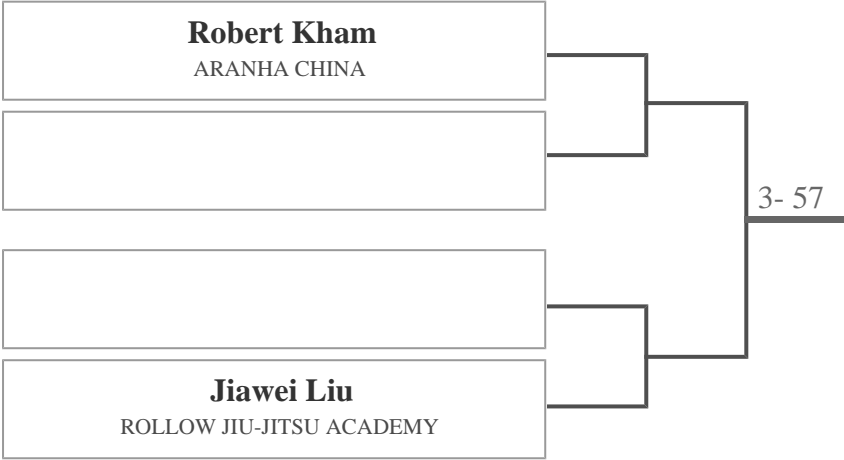 Robert Kham
ARANHA CHINA
3- 57
Jiawei Liu
ROLLOW JIU-JITSU ACADEMY